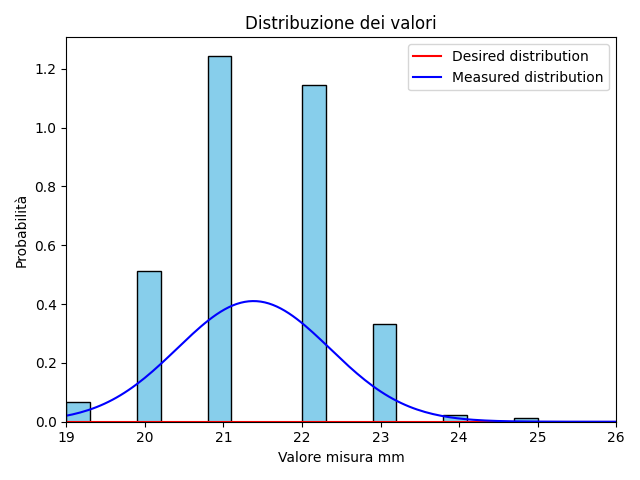 Distribuzione dei valori
Desired distribution
Measured distribution
Probabilità
1.2
1.0
0.8
0.6
0.4
0.2
0.0
19 20 21 22 23 24 25 26
Valore misura mm